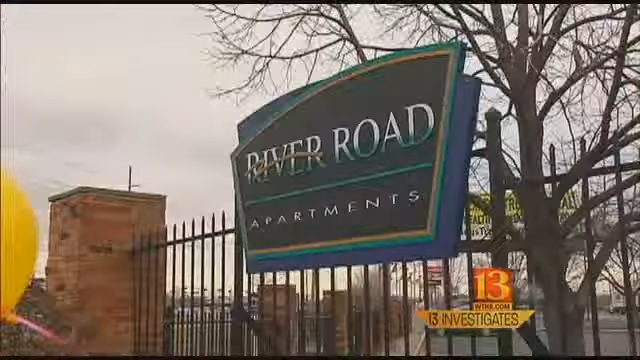 RIVER ROAD
APARTMENTS
13
WTHR.COM
13 INVESTIGATES